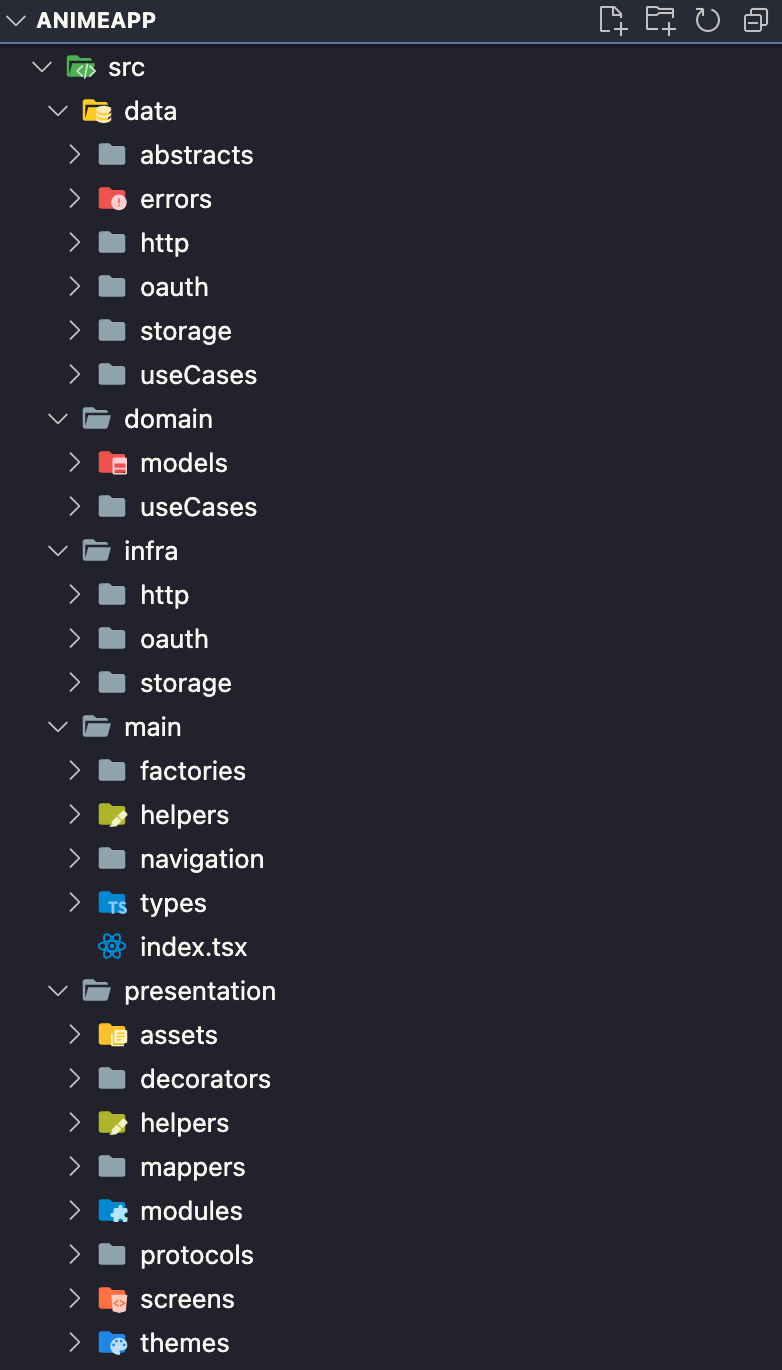 ANIMEAPP
src
data
abstracts
errors
http
oauth
storage
useCases
domain
models
useCases
infra
http
oauth
storage
main
factories
helpers
navigation
TS types
index.tsx
presentation
assets
decorators
helpers
mappers
modules
protocols
screens
themes